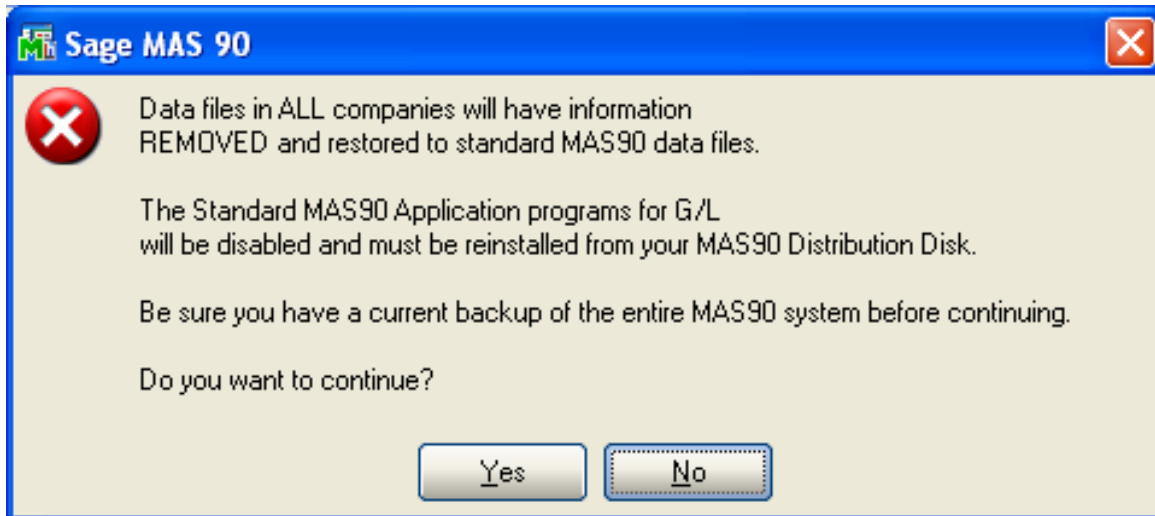 Sage MAS 90
Data files in ALL companies will have information
REMOVED and restored to standard MAS90 data files.
The Standard MAS90 Application programs for G/L
will be disabled and must be reinstalled from your MAS90 Distribution Disk.
Be sure you have a current backup of the entire MAS90 system before continuing.
Do you want to continue?
Yes
No